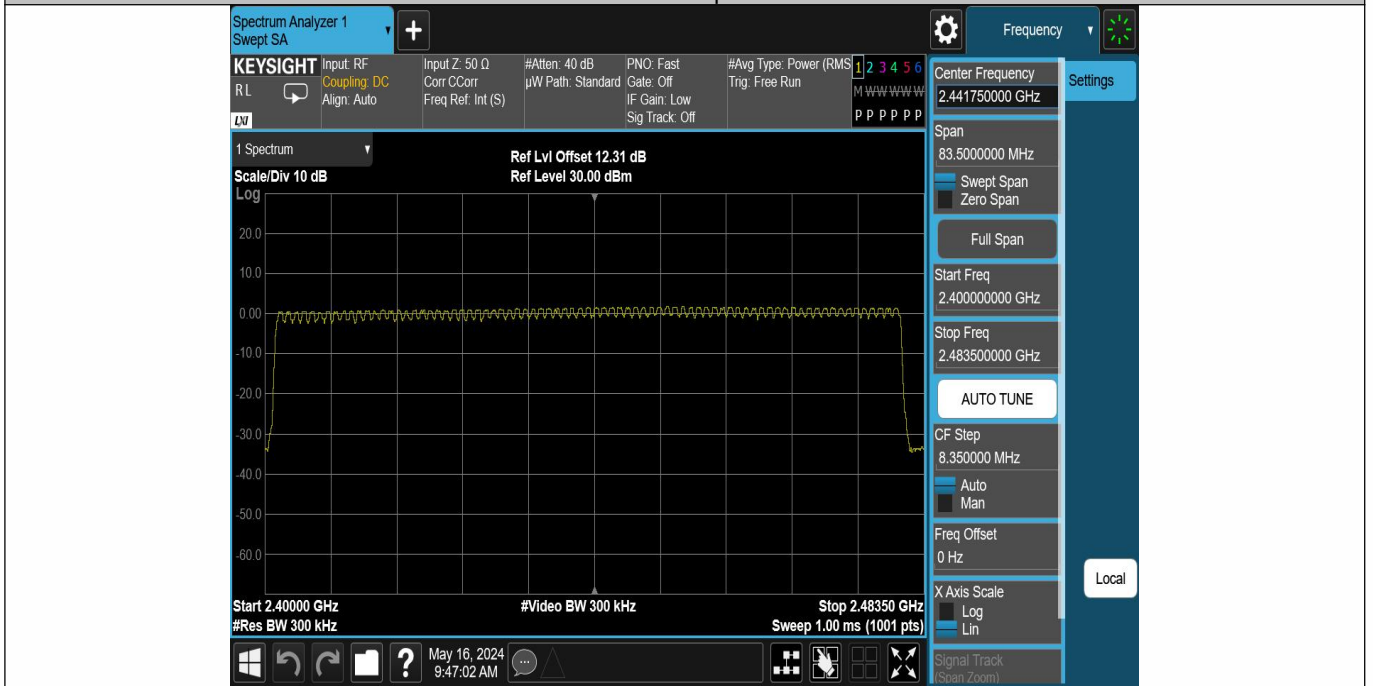 Spectrum Analyzer 1
Swept SA
+
Frequency
KEYSIGHT
RL
LXI
Input: RF
Coupling: DC
Align: Auto
Input Z: 50 Ω
Corr CCorr
Freq Ref: Int (S)
#Atten: 40 dB
µW Path: Standard
PNO: Fast
Gate: Off
IF Gain: Low
Sig Track: Off
#Avg Type: Power (RMS
Trig: Free Run
1 2 3 4 5 6
M W W W W W
P P P P P P
Center Frequency
2.441750000 GHz
Settings
Span
83.5000000 MHz
Swept Span
Zero Span
Full Span
Start Freq
2.400000000 GHz
Stop Freq
2.483500000 GHz
AUTO TUNE
CF Step
8.350000 MHz
Auto
Man
Freq Offset
0 Hz
X Axis Scale
Log
Lin
Signal Track
(Span Zoom)
Local
1 Spectrum
Scale/Div 10 dB
Ref Lvl Offset 12.31 dB
Ref Level 30.00 dBm
Log
20.0
10.0
0.00
-10.0
-20.0
-30.0
-40.0
-50.0
-60.0
Start 2.40000 GHz
#Res BW 300 kHz
#Video BW 300 kHz
Stop 2.48350 GHz
Sweep 1.00 ms (1001 pts)
?
May 16, 2024
9:47:02 AM